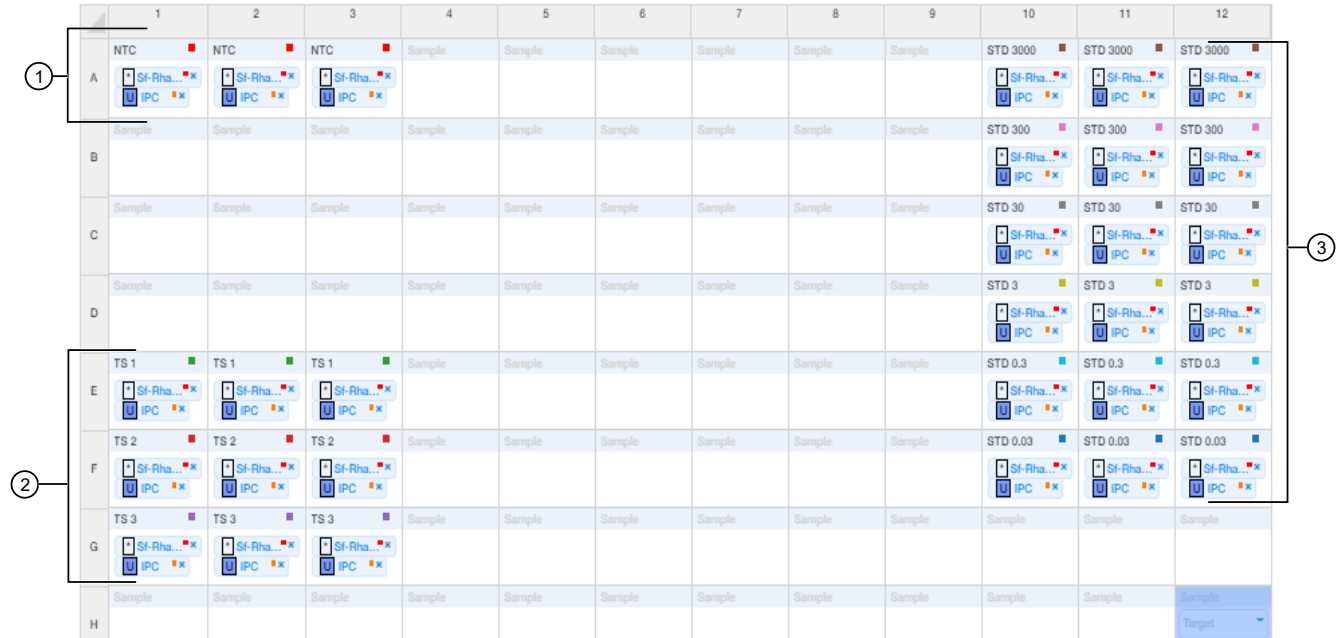 1 2 3 4 5 6 7 8 9 10 11 12
NTC NTC NTC Sample Sample Sample Sample Sample Sample STD 3000 STD 3000 STD 3000
1 A * Sf-Rha... × * Sf-Rha... × * Sf-Rha... × * Sf-Rha... × * Sf-Rha... × * Sf-Rha... ×
U IPC × U IPC × U IPC × U IPC × U IPC × U IPC ×
Sample Sample Sample Sample Sample Sample Sample Sample Sample STD 300 STD 300 STD 300
B * Sf-Rha... × * Sf-Rha... × * Sf-Rha... ×
U IPC × U IPC × U IPC ×
Sample Sample Sample Sample Sample Sample Sample Sample Sample STD 30 STD 30 STD 30
C * Sf-Rha... × * Sf-Rha... × * Sf-Rha... × 3
U IPC × U IPC × U IPC ×
Sample Sample Sample Sample Sample Sample Sample Sample Sample STD 3 STD 3 STD 3
D * Sf-Rha... × * Sf-Rha... × * Sf-Rha... ×
U IPC × U IPC × U IPC ×
TS 1 TS 1 TS 1 Sample Sample Sample Sample Sample Sample STD 0.3 STD 0.3 STD 0.3
E * Sf-Rha... × * Sf-Rha... × * Sf-Rha... × * Sf-Rha... × * Sf-Rha... × * Sf-Rha... ×
U IPC × U IPC × U IPC × U IPC × U IPC × U IPC ×
TS 2 TS 2 TS 2 Sample Sample Sample Sample Sample Sample STD 0.03 STD 0.03 STD 0.03
F * Sf-Rha... × * Sf-Rha... × * Sf-Rha... × * Sf-Rha... × * Sf-Rha... × * Sf-Rha... ×
2 U IPC × U IPC × U IPC × U IPC × U IPC × U IPC ×
TS 3 TS 3 TS 3 Sample Sample Sample Sample Sample Sample Sample Sample Sample
G * Sf-Rha... × * Sf-Rha... × * Sf-Rha... ×
U IPC × U IPC × U IPC ×
Sample Sample Sample Sample Sample Sample Sample Sample Sample Sample Sample Sample
H Target